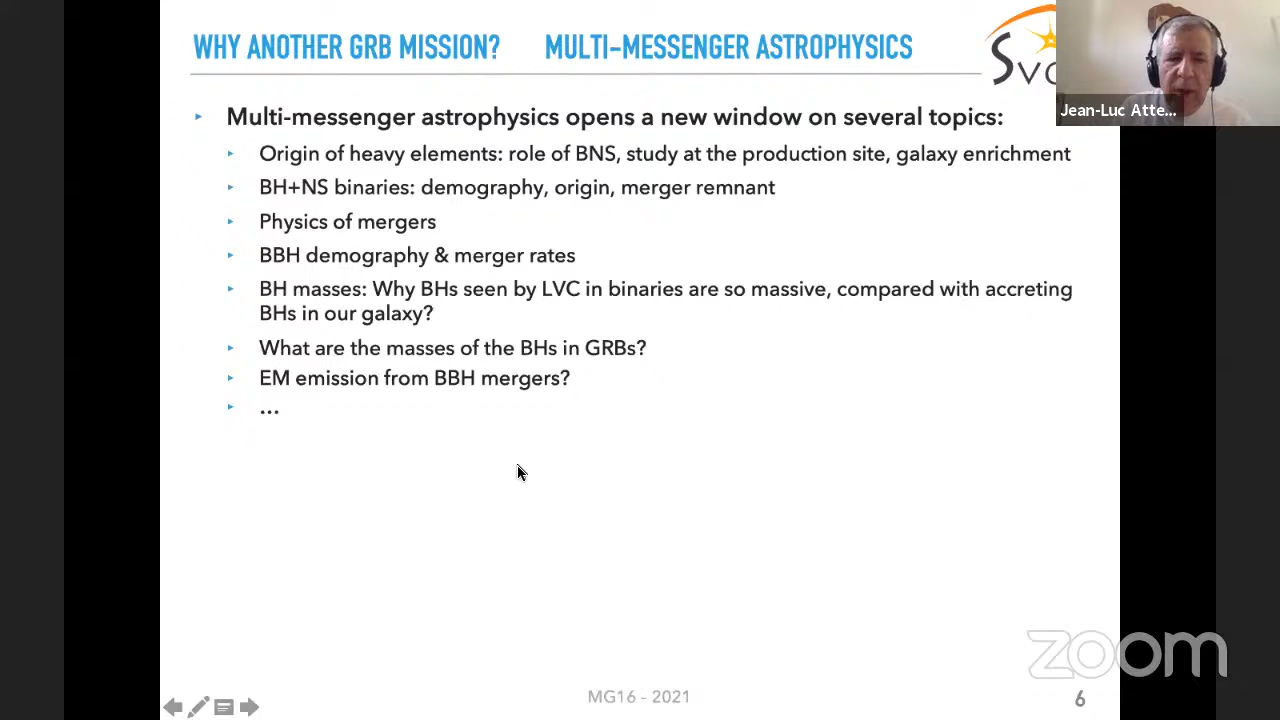 WHY ANOTHER GRB MISSION? MULTI-MESSENGER ASTROPHYSICS
Svo
Jean-Luc Atte...
Multi-messenger astrophysics opens a new window on several topics:
Origin of heavy elements: role of BNS, study at the production site, galaxy enrichment
BH+NS binaries: demography, origin, merger remnant
Physics of mergers
BBH demography & merger rates
BH masses: Why BHs seen by LVC in binaries are so massive, compared with accreting
BHs in our galaxy?
What are the masses of the BHs in GRBs?
EM emission from BBH mergers?
...
zoom
MG16 - 2021
6